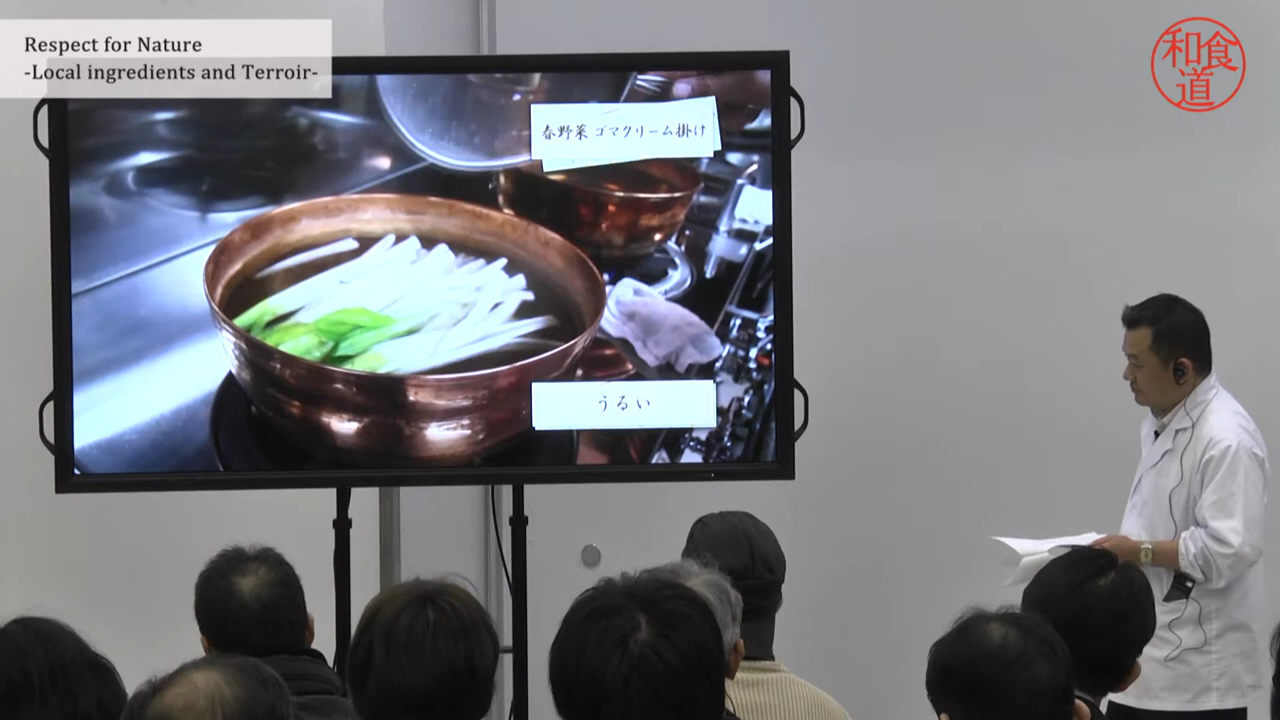 Respect for Nature
-Local ingredients and Terroir-
和食
道
春野菜 ゴマクリーム掛け
うるい